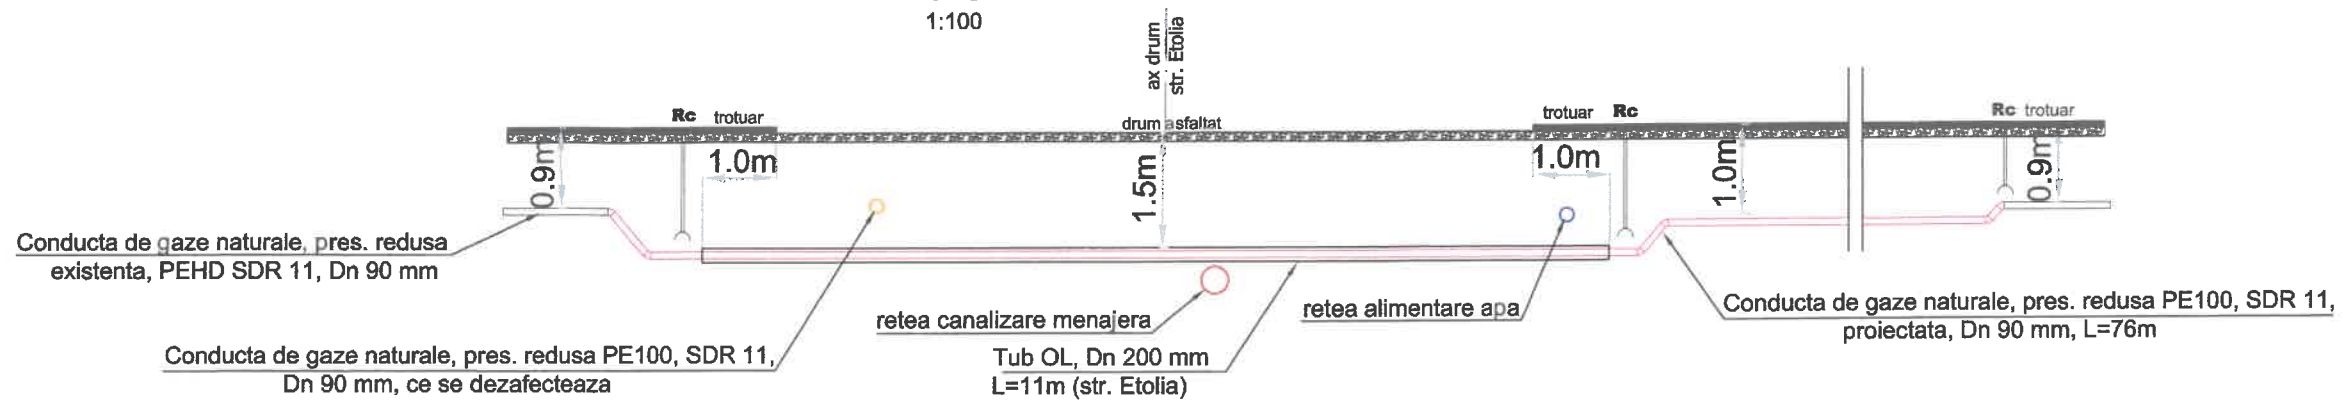 1:100
ax drum
str. Etolia
Rc trotuar
drum asfaltat
trotuar Rc
Rc trotuar
0.9m
1.0m
1.5m
1.0m
1.0m
0.9m
Conducta de gaze naturale, pres. redusa
existenta, PEHD SDR 11, Dn 90 mm
Conducta de gaze naturale, pres. redusa PE100, SDR 11,
Dn 90 mm, ce se dezafecteaza
retea canalizare menajera
Tub OL, Dn 200 mm
L=11m (str. Etolia)
retea alimentare apa
Conducta de gaze naturale, pres. redusa PE100, SDR 11,
proiectata, Dn 90 mm, L=76m